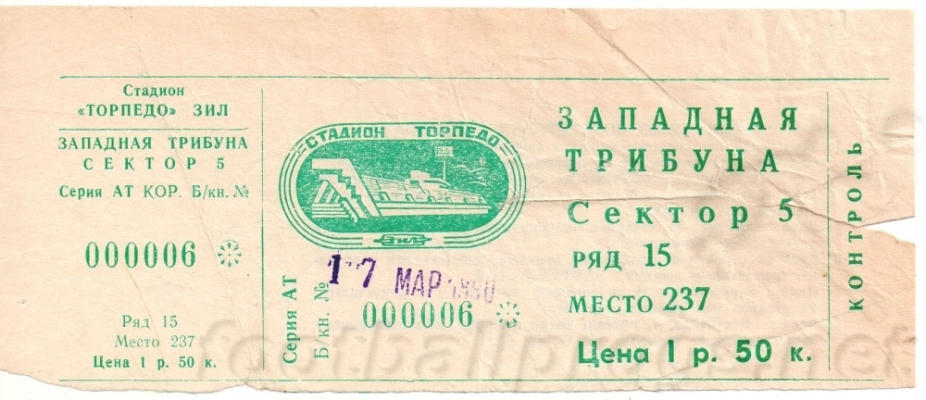 Стадион
«ТОРПЕДО» ЗИЛ
ЗАПАДНАЯ ТРИБУНА
СЕКТОР 5
Серия АТ КОР. Б/кн. №
000006
Ряд 15
Место 237
Цена 1 р. 50 к.
СТАДИОН ТОРПЕДО
ЗИЛ
Серия АТ
Б/кн. №
17 МАР 1990
000006
ЗАПАДНАЯ
ТРИБУНА
Сектор 5
РЯД 15
МЕСТО 237
Цена 1 р. 50 к.
КОНТРОЛЬ